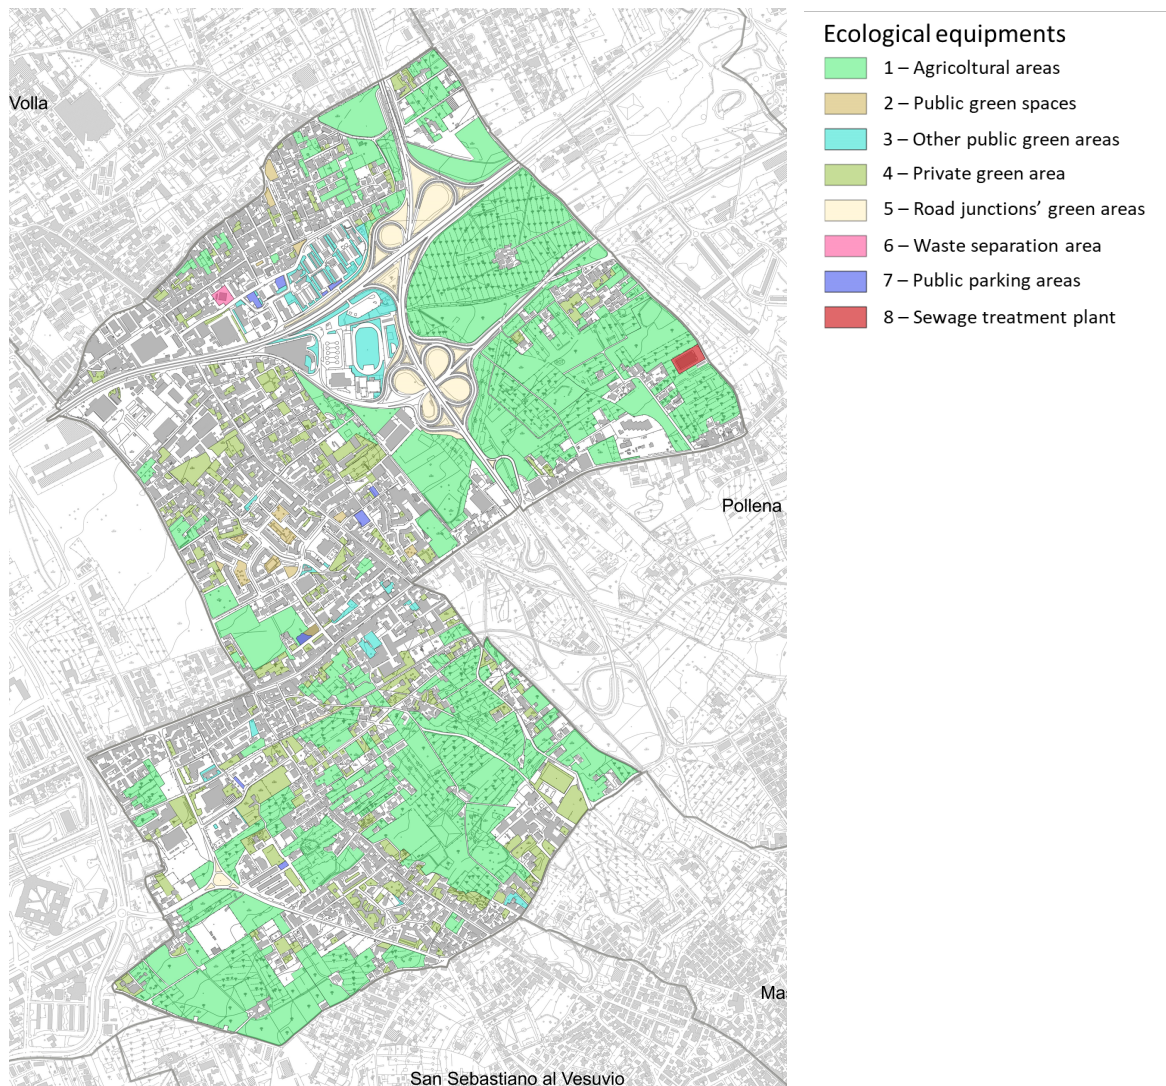 Ecological equipments
1 – Agricoltural areas
2 – Public green spaces
3 – Other public green areas
4 – Private green area
5 – Road junctions’ green areas
6 – Waste separation area
7 – Public parking areas
8 – Sewage treatment plant
Volla
Pollena
Mas
San Sebastiano al Vesuvio